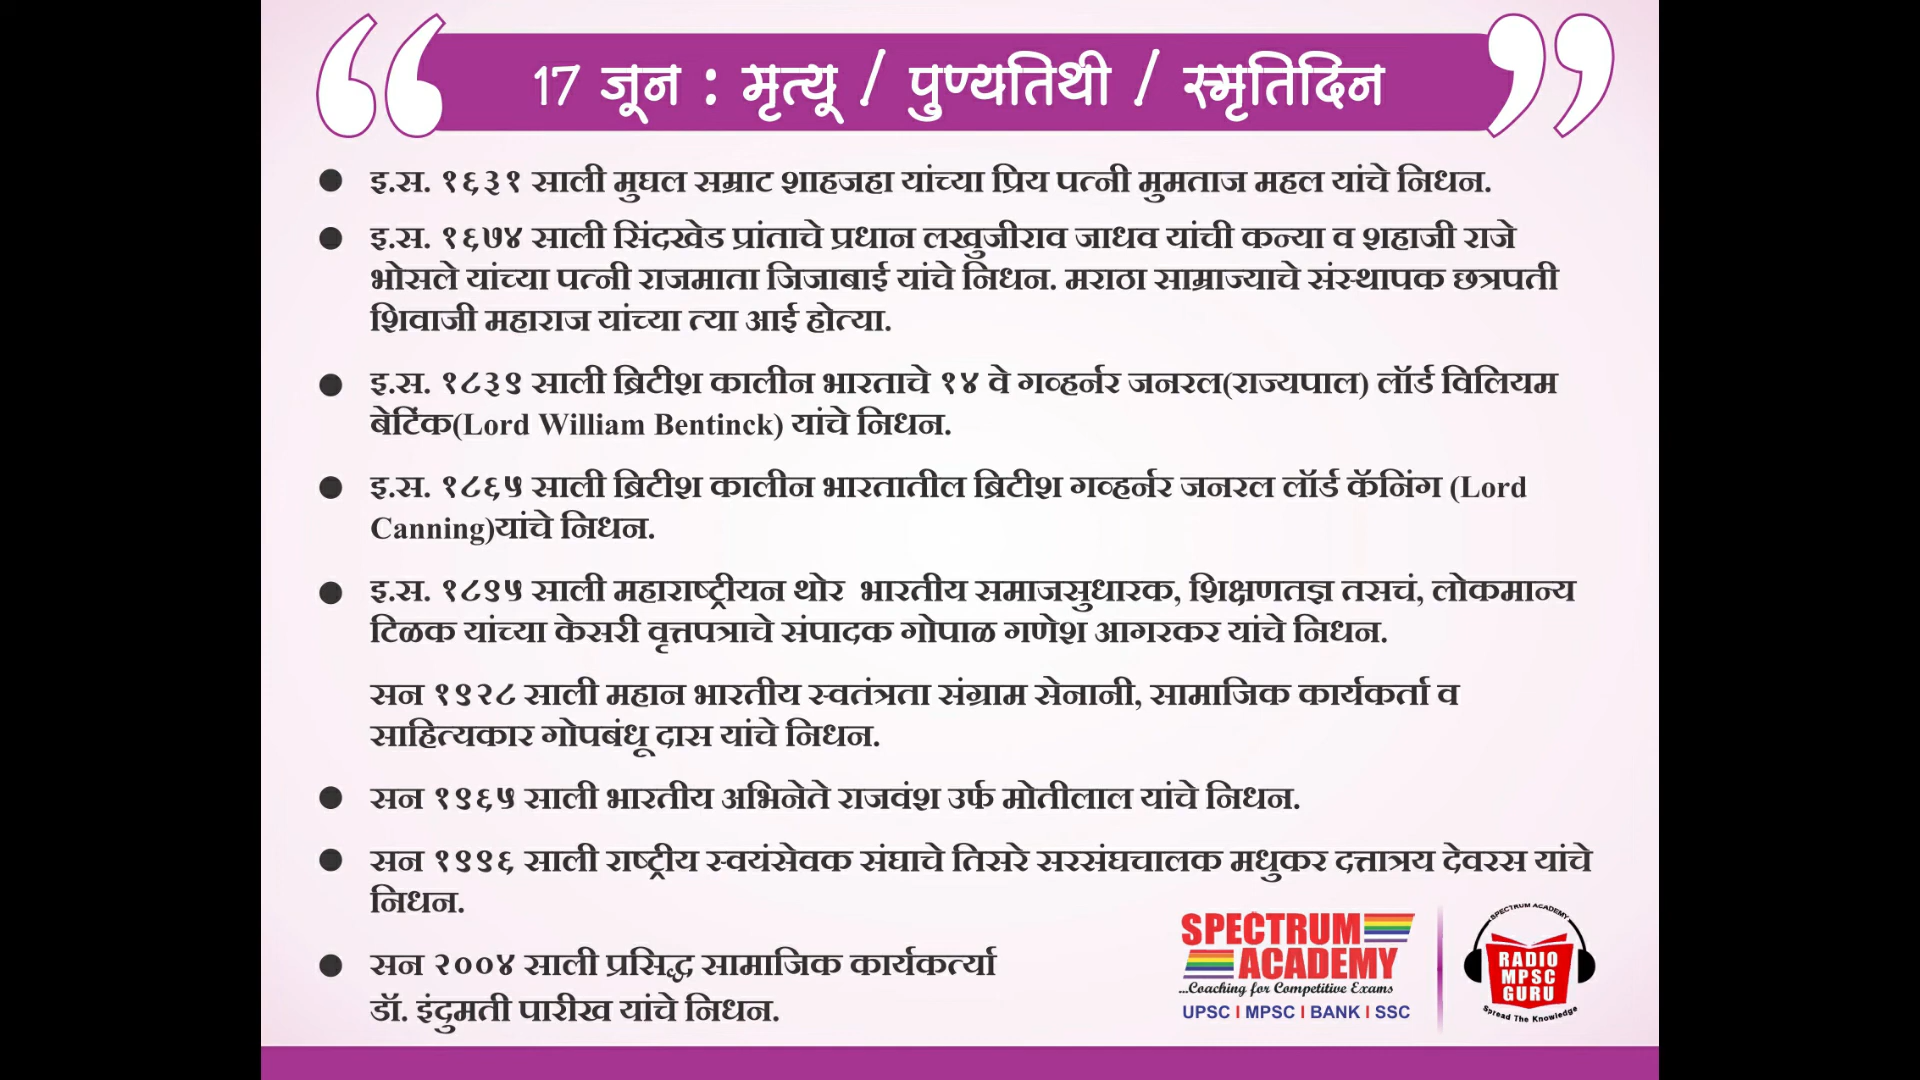 17 जून : मृत्यू / पुण्यतिथी / स्मृतिदिन
इ.स. १६३१ साली मुघल सम्राट शाहजहा यांच्या प्रिय पत्नी मुमताज महल यांचे निधन.
इ.स. १६७४ साली सिंदखेड प्रांताचे प्रधान लखुजीराव जाधव यांची कन्या व शहाजी राजे
भोसले यांच्या पत्नी राजमाता जिजाबाई यांचे निधन. मराठा साम्राज्याचे संस्थापक छत्रपती
शिवाजी महाराज यांच्या त्या आई होत्या.
इ.स. १८३९ साली ब्रिटीश कालीन भारताचे १४ वे गव्हर्नर जनरल(राज्यपाल) लॉर्ड विलियम
बेटिंक(Lord William Bentinck) यांचे निधन.
इ.स. १८६५ साली ब्रिटीश कालीन भारतातील ब्रिटीश गव्हर्नर जनरल लॉर्ड कॅनिंग (Lord
Canning)यांचे निधन.
इ.स. १८९५ साली महाराष्ट्रीयन थोर भारतीय समाजसुधारक, शिक्षणतज्ञ तसचं, लोकमान्य
टिळक यांच्या केसरी वृत्तपत्राचे संपादक गोपाळ गणेश आगरकर यांचे निधन.
सन १९२८ साली महान भारतीय स्वतंत्रता संग्राम सेनानी, सामाजिक कार्यकर्ता व
साहित्यकार गोपबंधू दास यांचे निधन.
सन १९६५ साली भारतीय अभिनेते राजवंश उर्फ मोतीलाल यांचे निधन.
सन १९९६ साली राष्ट्रीय स्वयंसेवक संघाचे तिसरे सरसंघचालक मधुकर दत्तात्रय देवरस यांचे
निधन.
सन २००४ साली प्रसिद्ध सामाजिक कार्यकर्त्या
डॉ. इंदुमती पारीख यांचे निधन.
SPECTRUM
ACADEMY
...Coaching for Competitive Exams
UPSC I MPSC I BANK I SSC
SPECTRUM ACADEMY
RADIO
MPSC
GURU
Spread The Knowledge